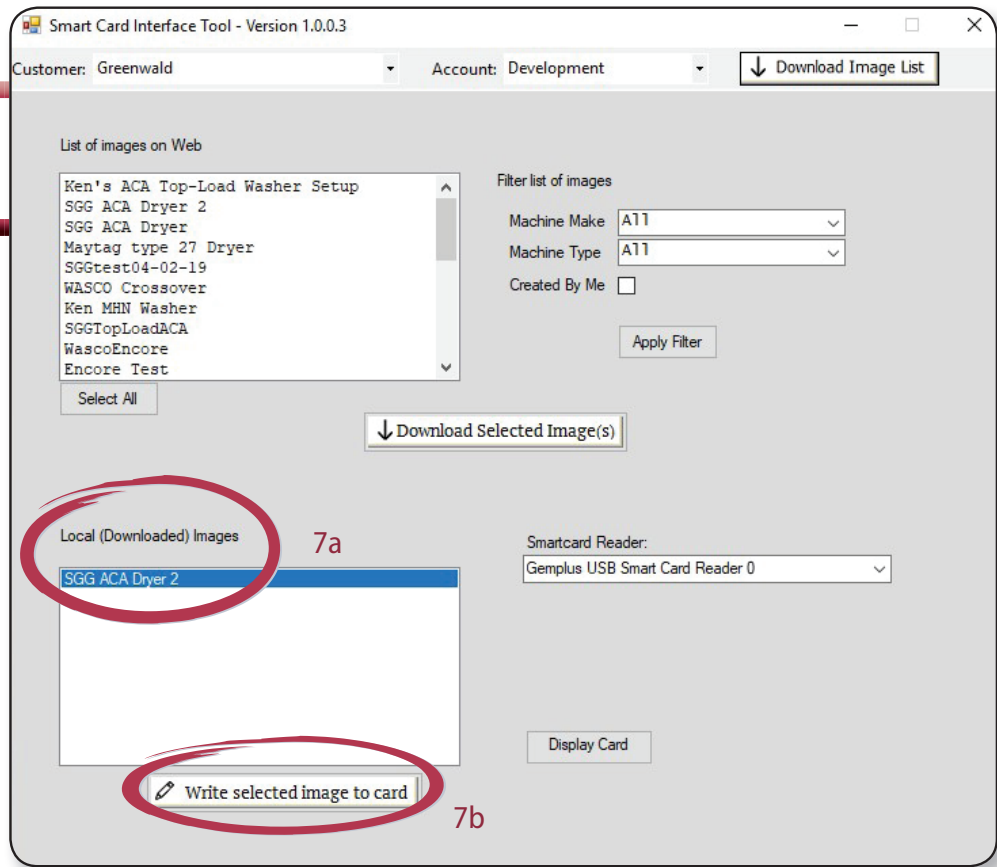 Smart Card Interface Tool - Version 1.0.0.3
Customer: Greenwald Account: Development Download Image List
List of images on Web
Ken's ACA Top-Load Washer Setup
SGG ACA Dryer 2
SGG ACA Dryer
Maytag type 27 Dryer
SGGtest04-02-19
WASCO Crossover
Ken MHN Washer
SGGTopLoadACA
WascoEncore
Encore Test
Select All
Filter list of images
Machine Make All
Machine Type All
Created By Me
Apply Filter
Download Selected Image(s)
Local (Downloaded) Images
7a
SGG ACA Dryer 2
Smartcard Reader:
Gemplus USB Smart Card Reader 0
Display Card
Write selected image to card
7b